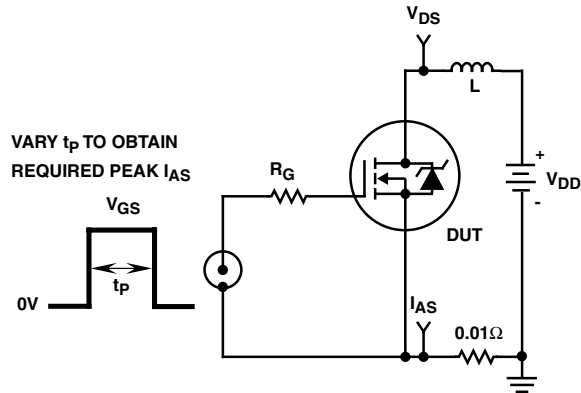 VDS
L
VARY tP TO OBTAIN
REQUIRED PEAK IAS
RG
+
VDD
-
VGS
DUT
tP
0V
IAS
0.01Ω